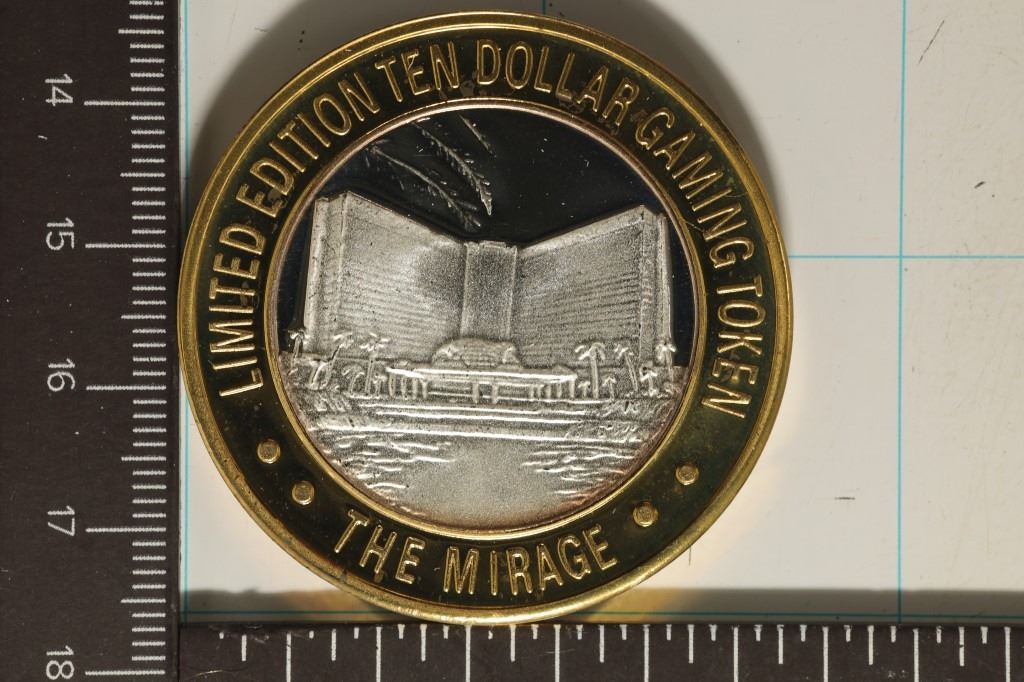 LIMITED EDITION TEN DOLLAR GAMING TOKEN
THE MIRAGE
14
15
16
17
18